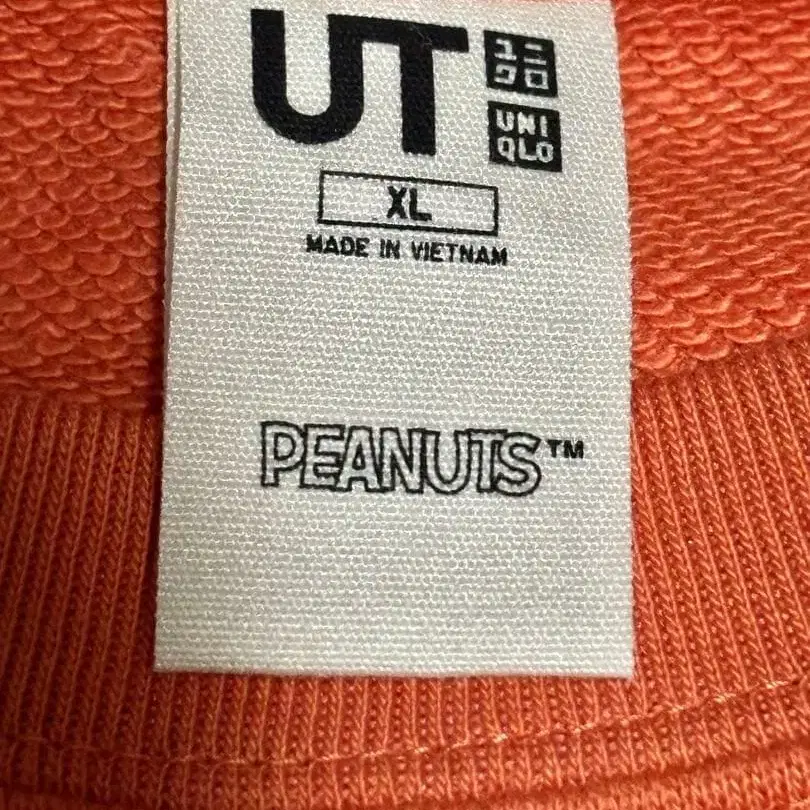 UT
ユニ
クロ
UNI
QLO
XL
MADE IN VIETNAM
PEANUTS™